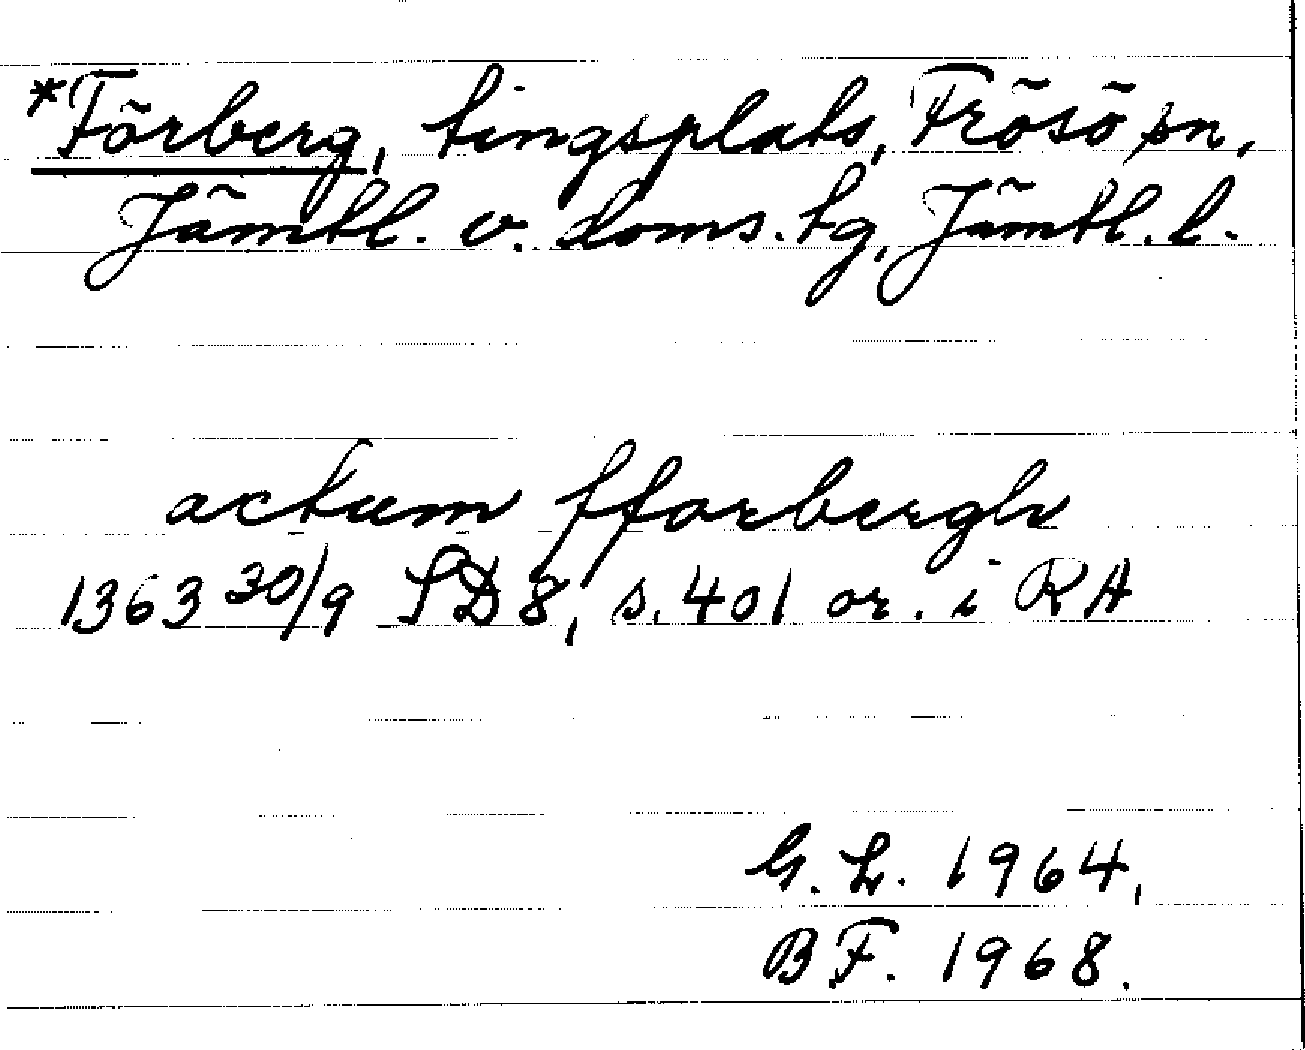 *Förberg, tingsplats, Frösö sn,
Jämtl. v. doms. tg, Jämtl. l.
actum fforbergh
1363 30/9 SD 8, s. 401 or. i RA
G. L. 1964,
B F. 1968.